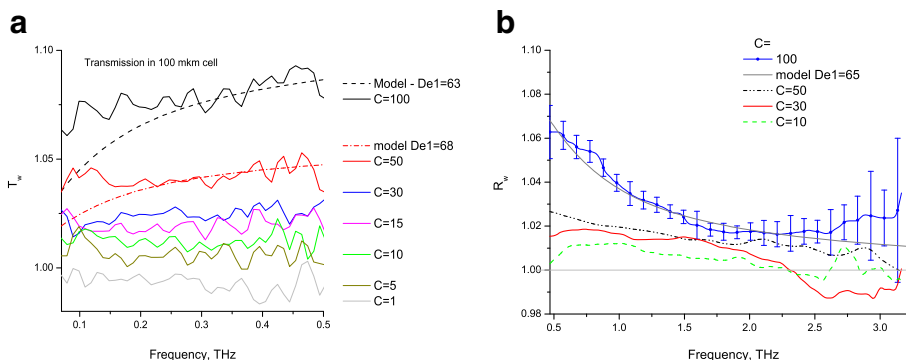 a
Transmission in 100 mkm cell
1.10
1.05
1.00
T_w
0.1
0.2
0.3
0.4
0.5
Frequency, THz
Model - De1=63
C=100
model De1=68
C=50
C=30
C=15
C=10
C=5
C=1
b
C=
100
model De1=65
C=50
C=30
C=10
1.10
1.08
1.06
1.04
1.02
1.00
0.98
R_w
0.5
1.0
1.5
2.0
2.5
3.0
Frequency, THz